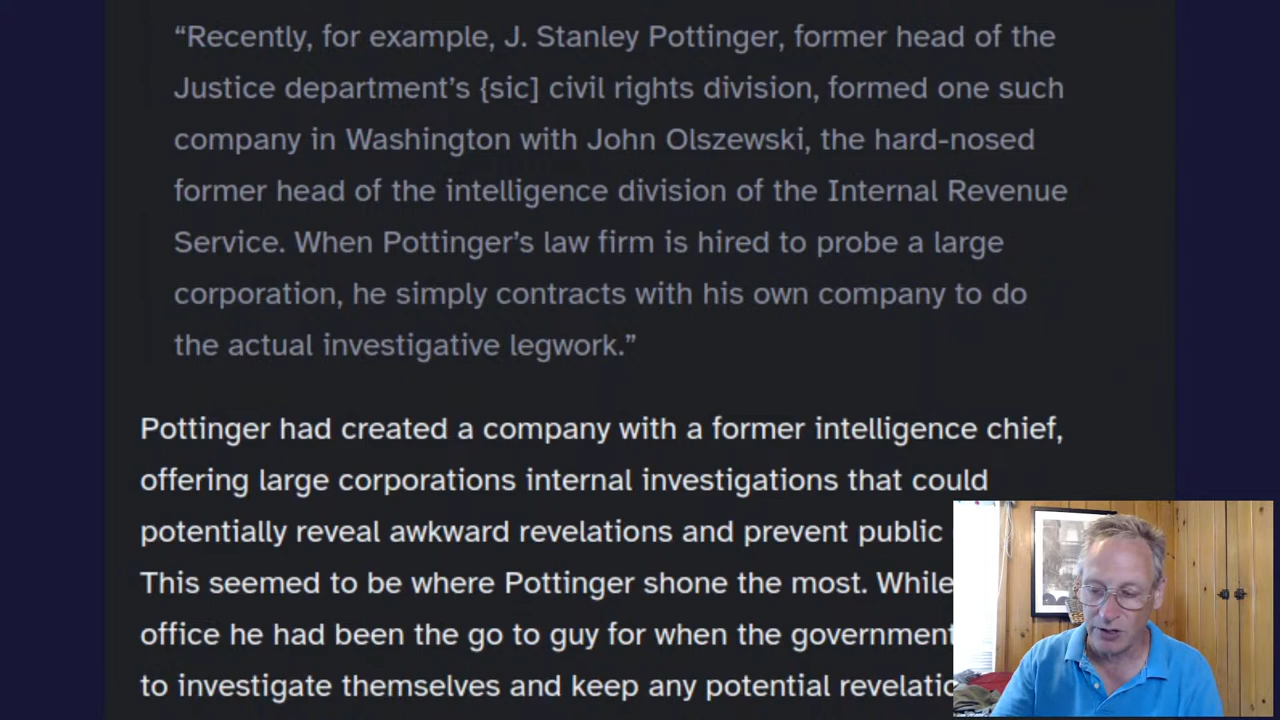 “Recently, for example, J. Stanley Pottinger, former head of the
Justice department’s {sic] civil rights division, formed one such
company in Washington with John Olszewski, the hard-nosed
former head of the intelligence division of the Internal Revenue
Service. When Pottinger’s law firm is hired to probe a large
corporation, he simply contracts with his own company to do
the actual investigative legwork.”
Pottinger had created a company with a former intelligence chief,
offering large corporations internal investigations that could
potentially reveal awkward revelations and prevent public
This seemed to be where Pottinger shone the most. While
office he had been the go to guy for when the government
to investigate themselves and keep any potential